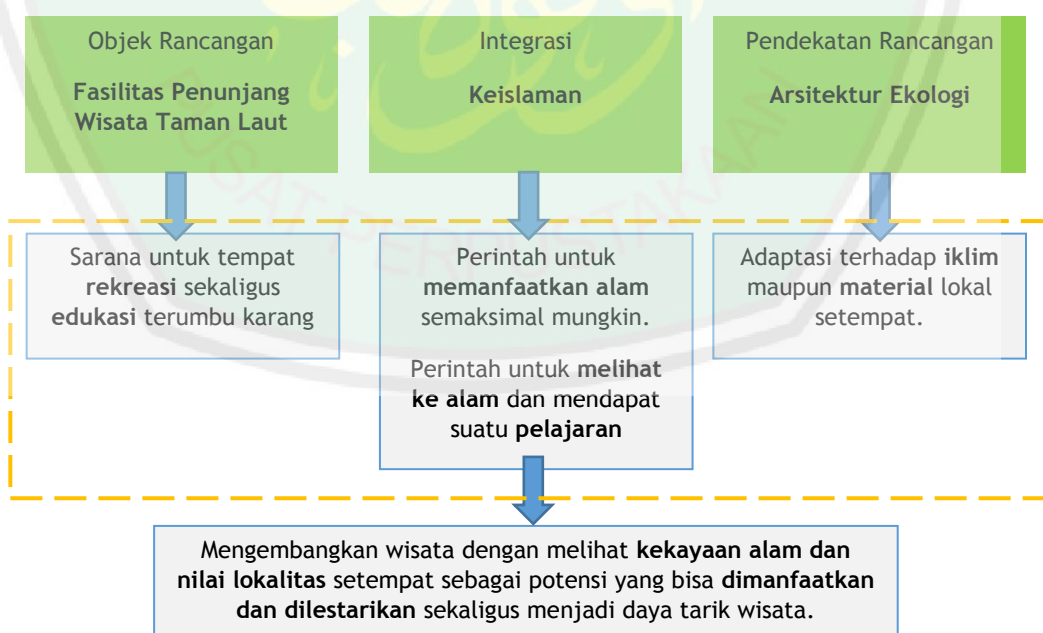 Objek Rancangan
Fasilitas Penunjang
Wisata Taman Laut
Integrasi
Keislaman
Pendekatan Rancangan
Arsitektur Ekologi
PUSAT PERPUSTAKAAN
Sarana untuk tempat
rekreasi sekaligus
edukasi terumbu karang
Perintah untuk
memanfaatkan alam
semaksimal mungkin.
Perintah untuk melihat
ke alam dan mendapat
suatu pelajaran
Adaptasi terhadap iklim
maupun material lokal
setempat.
Mengembangkan wisata dengan melihat kekayaan alam dan
nilai lokalitas setempat sebagai potensi yang bisa dimanfaatkan
dan dilestarikan sekaligus menjadi daya tarik wisata.